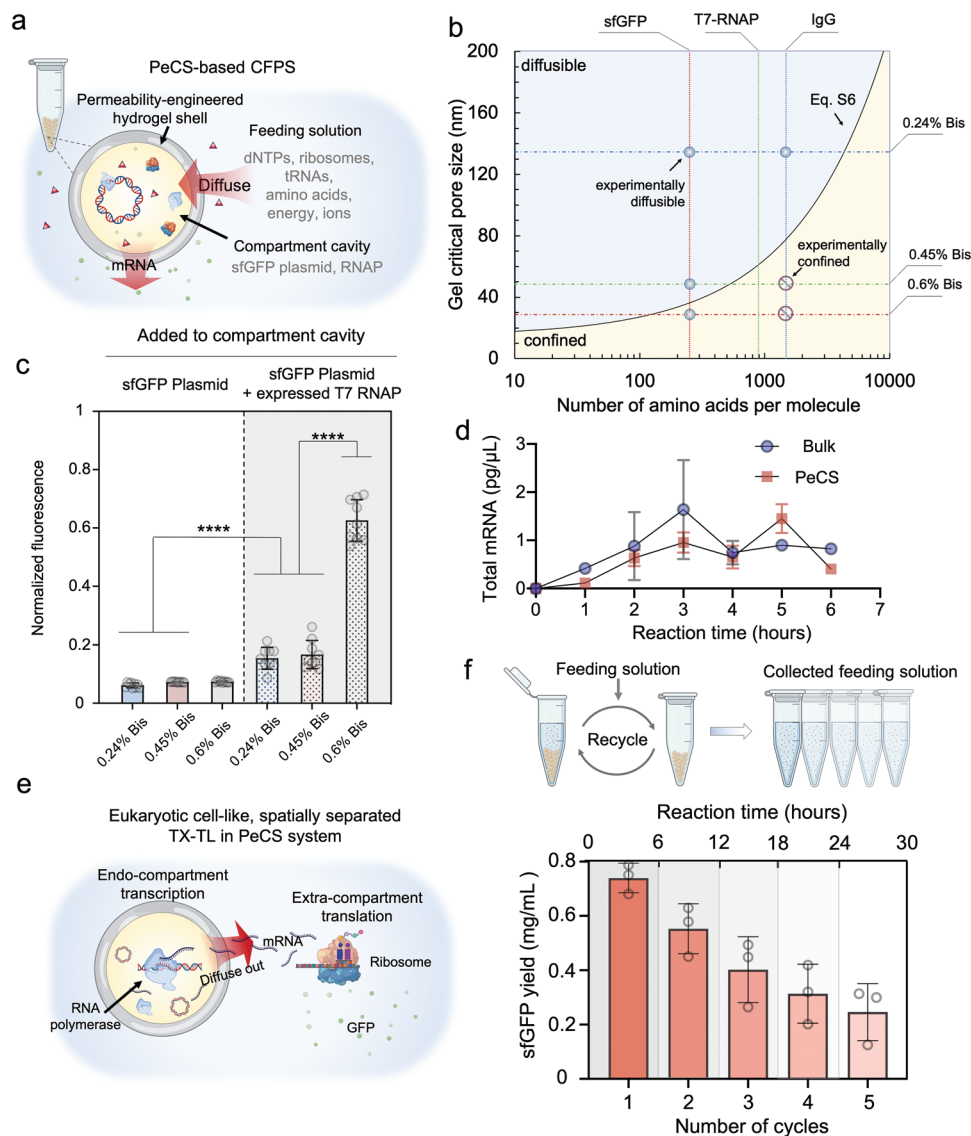 a
PeCS-based CFPS
Permeability-engineered
hydrogel shell
Feeding solution
dNTPs, ribosomes,
tRNAs,
amino acids,
energy, ions
Diffuse
Compartment cavity
sfGFP plasmid, RNAP
mRNA
b
sfGFP
T7-RNAP
IgG
Gel critical pore size (nm)
200
160
120
80
60
40
0
diffusible
Eq. S6
0.24% Bis
experimentally
diffusible
experimentally
confined
0.45% Bis
0.6% Bis
confined
10
100
1000
10000
Number of amino acids per molecule
c
Added to compartment cavity
sfGFP Plasmid
sfGFP Plasmid
+ expressed T7 RNAP
Normalized fluorescence
1
0.8
0.6
0.4
0.2
0
****
****
0.24% Bis
0.45% Bis
0.6% Bis
0.24% Bis
0.45% Bis
0.6% Bis
d
Total mRNA (pg/µL)
3
2
1
0
Bulk
PeCS
0 1 2 3 4 5 6 7
Reaction time (hours)
e
Eukaryotic cell-like, spatially separated
TX-TL in PeCS system
Endo-compartment
transcription
Extra-compartment
translation
mRNA
Diffuse out
Ribosome
RNA
polymerase
GFP
f
Feeding solution
Recycle
Collected feeding solution
Reaction time (hours)
0 6 9 12 15 18 21 24 27 30
sfGFP yield (mg/mL)
0.8
0.6
0.4
0.2
0
1 2 3 4 5
Number of cycles